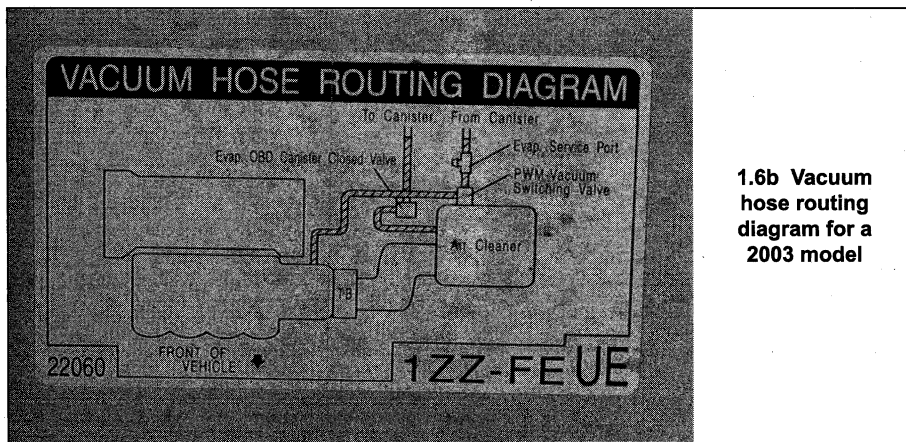 VACUUM HOSE ROUTING DIAGRAM
To Canister From Canister
Evap. Service Port
Evap. OBD Canister Closed Valve
PWM Vacuum
Switching Valve
Air Cleaner
T-B
FRONT OF
VEHICLE
22060
1ZZ-FE UE
1.6b Vacuum
hose routing
diagram for a
2003 model